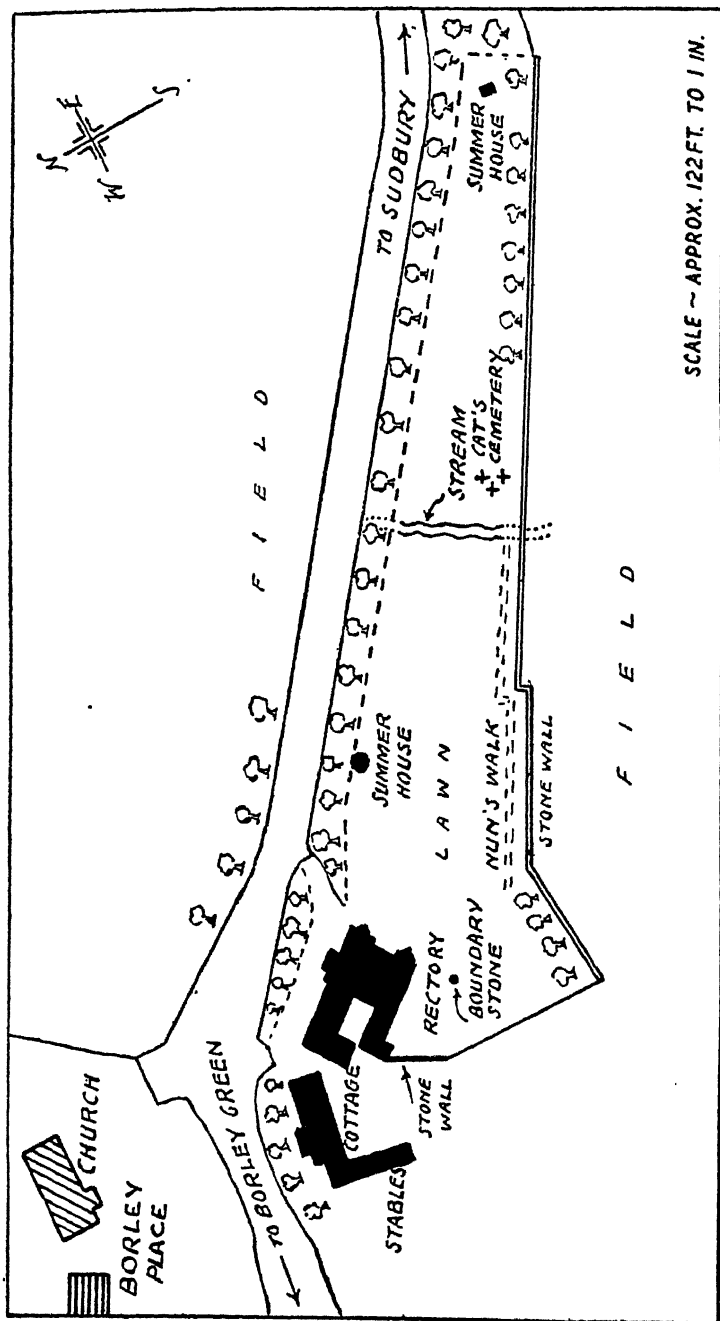 N
E
S
W
TO SUDBURY →
SUMMER
HOUSE
FIELD
STREAM
CAT'S
CEMETERY
SUMMER
HOUSE
LAWN
NUN'S WALK
STONE WALL
FIELD
RECTORY
BOUNDARY
STONE
COTTAGE
STONE
WALL
STABLES
← TO BORLEY GREEN
CHURCH
BORLEY
PLACE
SCALE ~ APPROX. 122 FT. TO 1 IN.